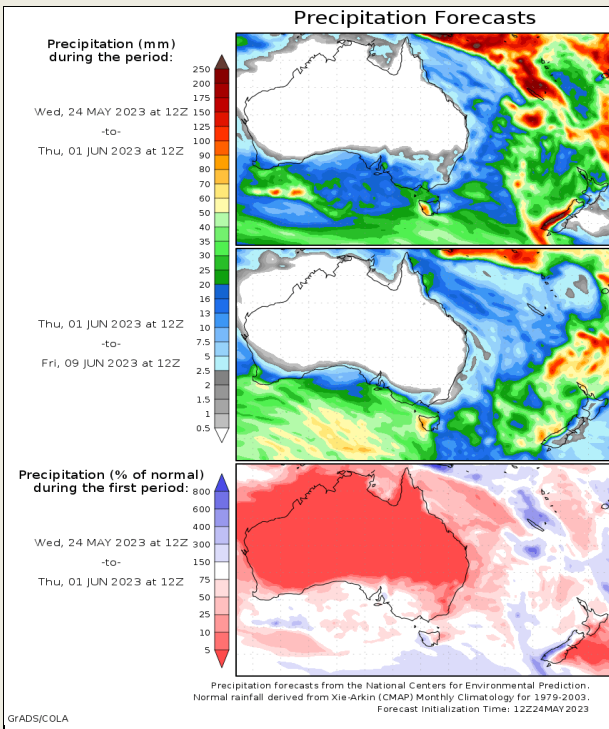 Precipitation Forecasts
Precipitation (mm)
during the period:
Wed, 24 MAY 2023 at 12Z
-to-
Thu, 01 JUN 2023 at 12Z
250
200
175
150
125
100
90
80
70
60
50
40
35
30
25
20
16
13
10
7.5
5
2.5
2
1.5
1
0.5
Thu, 01 JUN 2023 at 12Z
-to-
Fri, 09 JUN 2023 at 12Z
Precipitation (% of normal)
during the first period:
Wed, 24 MAY 2023 at 12Z
-to-
Thu, 01 JUN 2023 at 12Z
800
600
400
300
150
75
50
25
10
5
Precipitation forecasts from the National Centers for Environmental Prediction.
Normal rainfall derived from Xie-Arkin (CMAP) Monthly Climatology for 1979-2003.
Forecast Initialization Time: 12Z24MAY2023
GrADS/COLA